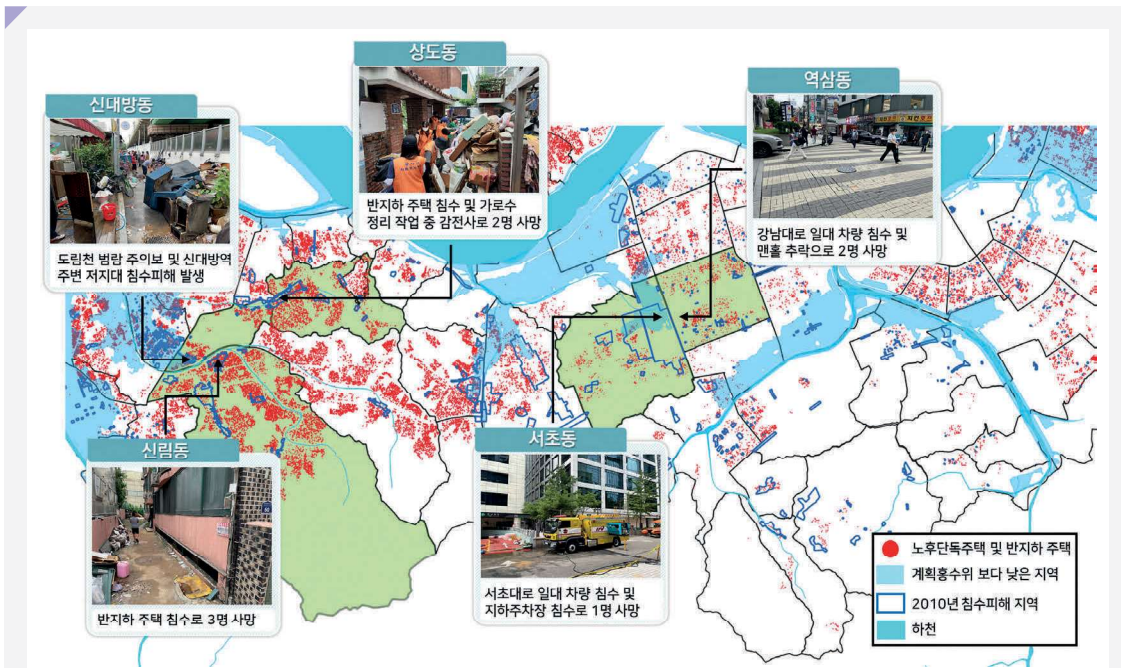 상도동
반지하 주택 침수 및 가로수
정리 작업 중 감전사로 2명 사망
역삼동
강남대로 일대 차량 침수 및
맨홀 추락으로 2명 사망
신대방동
도림천 범람 주이보 및 신대방역
주변 저지대 침수피해 발생
신림동
반지하 주택 침수로 3명 사망
서초동
서초대로 일대 차량 침수 및
지하주차장 침수로 1명 사망
노후단독주택 및 반지하 주택
계획홍수위 보다 낮은 지역
2010년 침수피해 지역
하천